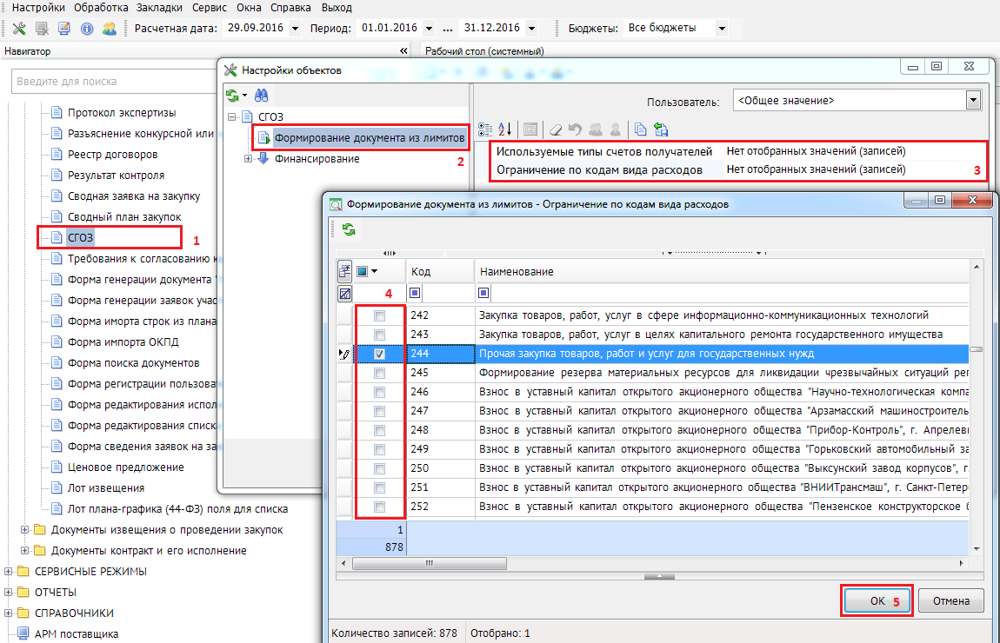 Настройки Обработка Закладки Сервис Окна Справка Выход
Расчетная дата: 29.09.2016 Период: 01.01.2016 ... 31.12.2016 Бюджеты: Все бюджеты
Навигатор
Рабочий стол (системный)
Введите для поиска
Протокол экспертизы
Разъяснение конкурсной или
Реестр договоров
Результат контроля
Сводная заявка на закупку
Сводный план закупок
СГОЗ 1
Требования к согласованию к
Форма генерации документа "
Форма генерации заявок учас
Форма иморта строк из плана
Форма импорта ОКПД
Форма поиска документов
Форма регистрации пользоват
Форма редактирования испол
Форма редактирования списка
Форма сведения заявок на за
Ценовое предложение
Лот извещения
Лот плана-графика (44-ФЗ) поля для списка
Документы извещения о проведении закупок
Документы контракт и его исполнение
СЕРВИСНЫЕ РЕЖИМЫ
ОТЧЕТЫ
СПРАВОЧНИКИ
АРМ поставщика
Настройки объектов
СГОЗ
Формирование документа из лимитов
Финансирование 2
Пользователь: <Общее значение>
Используемые типы счетов получателей Нет отобранных значений (записей)
Ограничение по кодам вида расходов Нет отобранных значений (записей) 3
Формирование документа из лимитов - Ограничение по кодам вида расходов
Код Наименование
4
242 Закупка товаров, работ, услуг в сфере информационно-коммуникационных технологий
243 Закупка товаров, работ, услуг в целях капитального ремонта государственного имущества
244 Прочая закупка товаров, работ и услуг для государственных нужд
245 Формирование резерва материальных ресурсов для ликвидации чрезвычайных ситуаций рег
246 Взнос в уставный капитал открытого акционерного общества "Научно-технологическая компа
247 Взнос в уставный капитал открытого акционерного общества "Арзамасский машиностроитель
248 Взнос в уставный капитал открытого акционерного общества "Прибор-Контроль", г. Апрелевк
249 Взнос в уставный капитал открытого акционерного общества "Горьковский автомобильный за
250 Взнос в уставный капитал открытого акционерного общества "Выксунский завод корпусов", г.
251 Взнос в уставный капитал открытого акционерного общества "ВНИИТрансмаш", г. Санкт-Петер
252 Взнос в уставный капитал открытого акционерного общества "Пензенское конструкторское б
1
878
ОК 5 Отмена
Количество записей: 878 Отобрано: 1